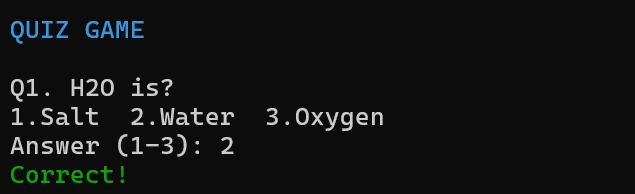 QUIZ GAME
Q1. H2O is?
1.Salt  2.Water  3.Oxygen
Answer (1-3): 2
Correct!